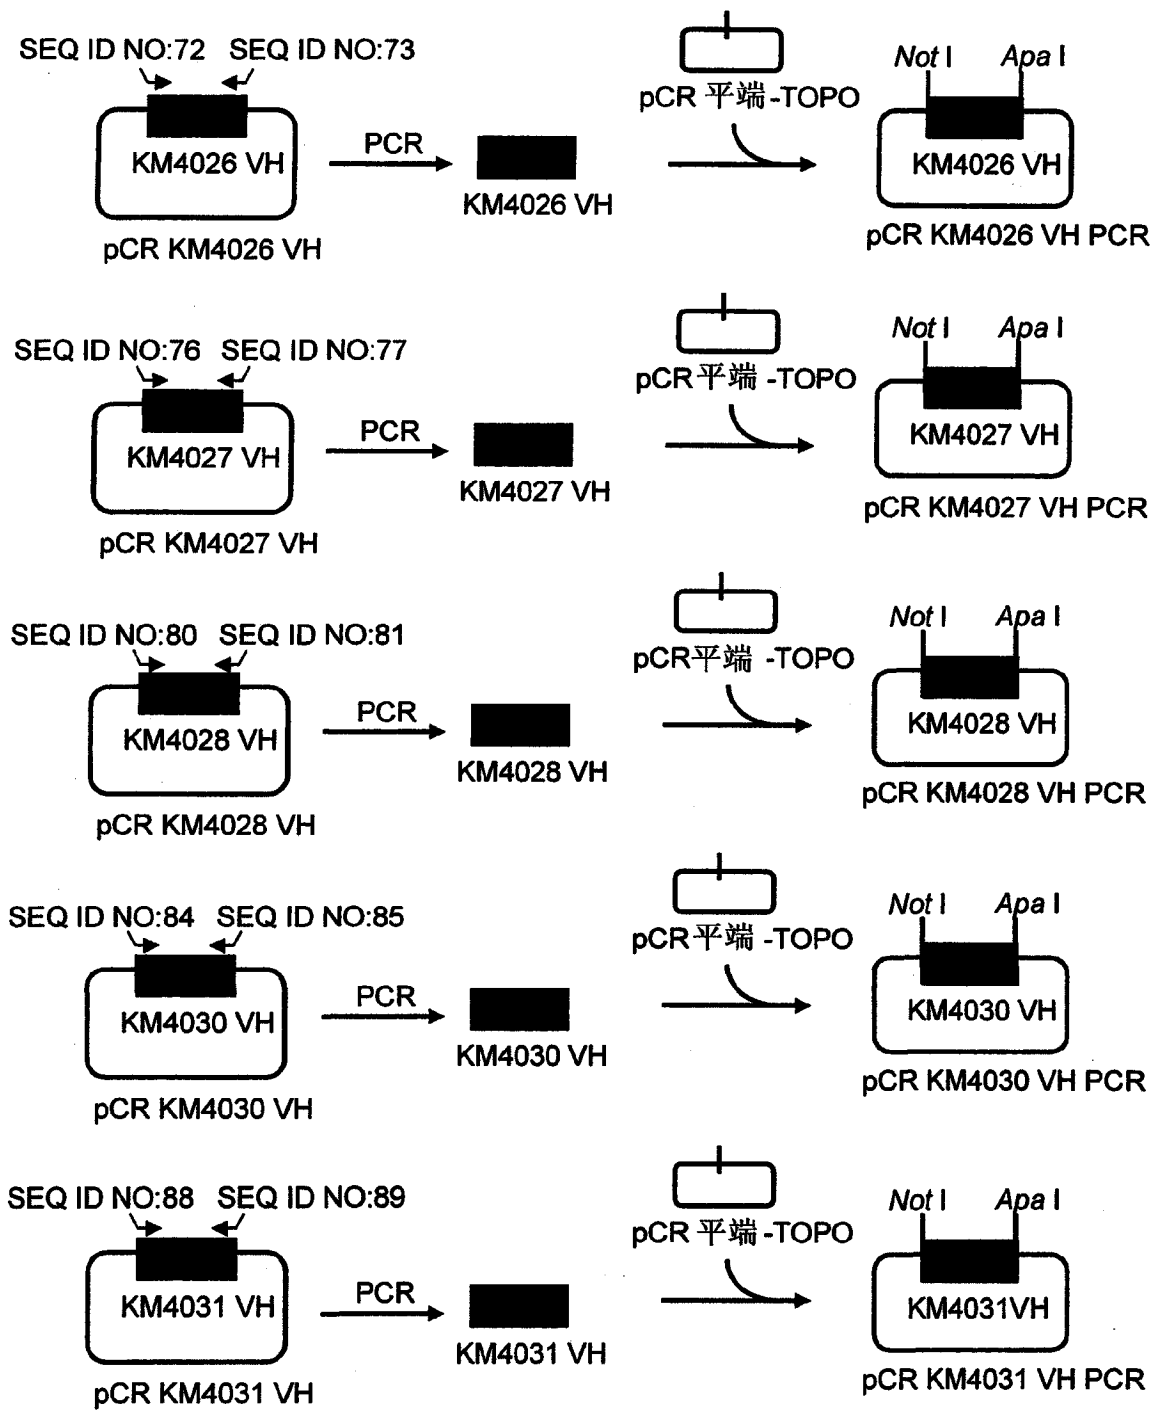 SEQ ID NO:72 SEQ ID NO:73
PCR
KM4026 VH
pCR KM4026 VH
KM4026 VH
pCR 平端-TOPO
Not I Apa I
KM4026 VH
pCR KM4026 VH PCR
SEQ ID NO:76 SEQ ID NO:77
PCR
KM4027 VH
pCR KM4027 VH
KM4027 VH
pCR平端 -TOPO
Not I Apa I
KM4027 VH
pCR KM4027 VH PCR
SEQ ID NO:80 SEQ ID NO:81
PCR
KM4028 VH
pCR KM4028 VH
KM4028 VH
pCR平端 -TOPO
Not I Apa I
KM4028 VH
pCR KM4028 VH PCR
SEQ ID NO:84 SEQ ID NO:85
PCR
KM4030 VH
pCR KM4030 VH
KM4030 VH
pCR平端 -TOPO
Not I Apa I
KM4030 VH
pCR KM4030 VH PCR
SEQ ID NO:88 SEQ ID NO:89
PCR
KM4031 VH
pCR KM4031 VH
KM4031 VH
pCR 平端-TOPO
Not I Apa I
KM4031VH
pCR KM4031 VH PCR